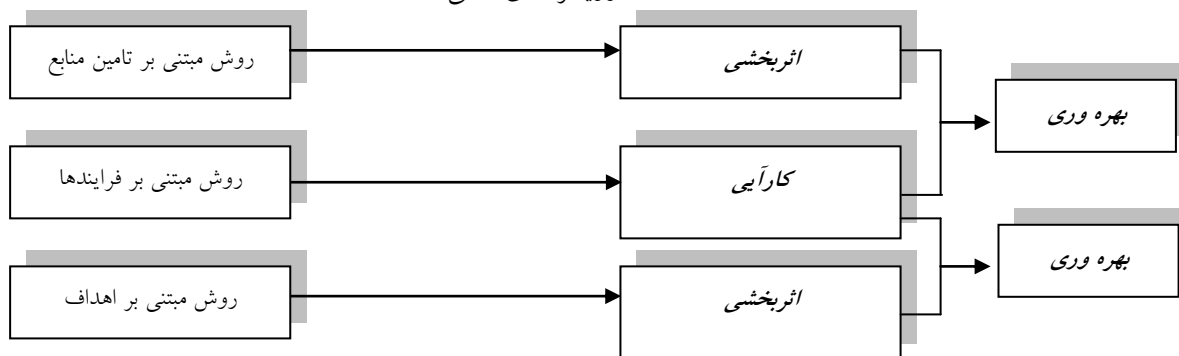 روش مبتنی بر تامین منابع
اثربخشی
بهره وری
روش مبتنی بر فرایندها
کارآیی
بهره وری
روش مبتنی بر اهداف
اثربخشی